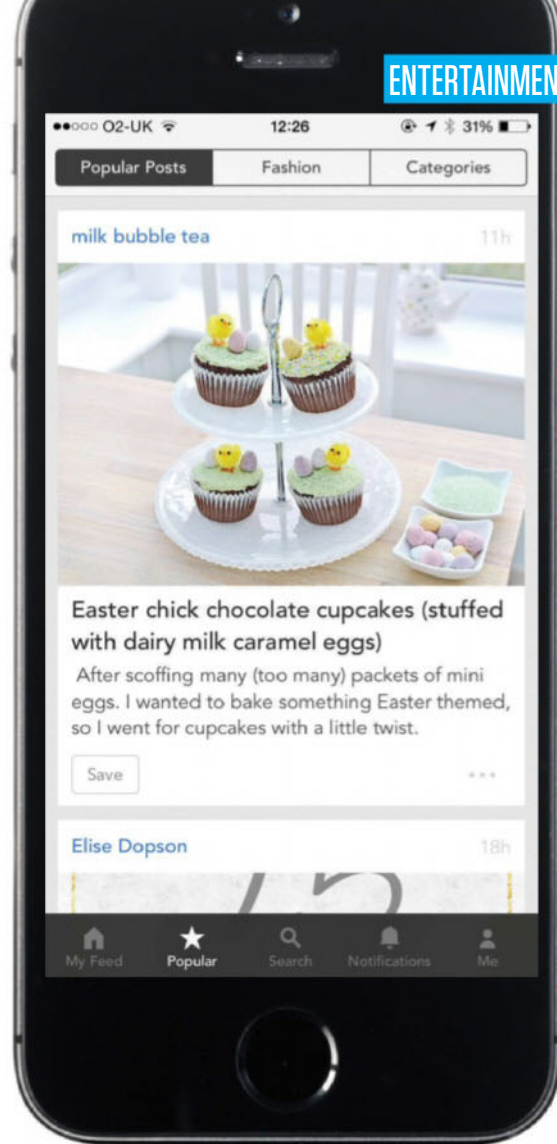 ENTERTAINMEN
O2-UK 12:26 31%
Popular Posts Fashion Categories
milk bubble tea 11h
Easter chick chocolate cupcakes (stuffed
with dairy milk caramel eggs)
After scoffing many (too many) packets of mini
eggs. I wanted to bake something Easter themed,
so I went for cupcakes with a little twist.
Save
Elise Dopson 18h
75
My Feed Popular Search Notifications Me